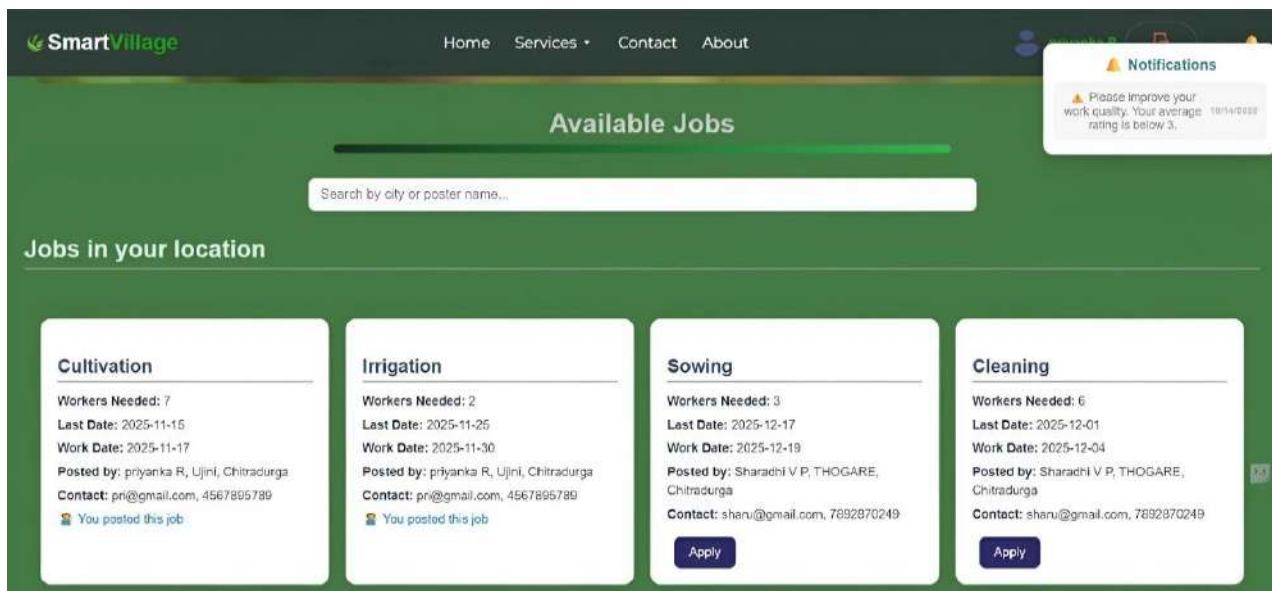 SmartVillage
Home Services Contact About
priyanka R
Notifications
Please improve your
work quality. Your average
rating is below 3.
Available Jobs
Search by city or poster name...
Jobs in your location
Cultivation
Workers Needed: 7
Last Date: 2025-11-15
Work Date: 2025-11-17
Posted by: priyanka R, Ujini, Chitradurga
Contact: pri@gmail.com, 4567895789
You posted this job
Irrigation
Workers Needed: 2
Last Date: 2025-11-25
Work Date: 2025-11-30
Posted by: priyanka R, Ujini, Chitradurga
Contact: pri@gmail.com, 4567895789
You posted this job
Sowing
Workers Needed: 3
Last Date: 2025-12-17
Work Date: 2025-12-19
Posted by: Sharadhi V P, THOGARE,
Chitradurga
Contact: sharu@gmail.com, 7892870249
Apply
Cleaning
Workers Needed: 6
Last Date: 2025-12-01
Work Date: 2025-12-04
Posted by: Sharadhi V P, THOGARE,
Chitradurga
Contact: sharu@gmail.com, 7892870249
Apply